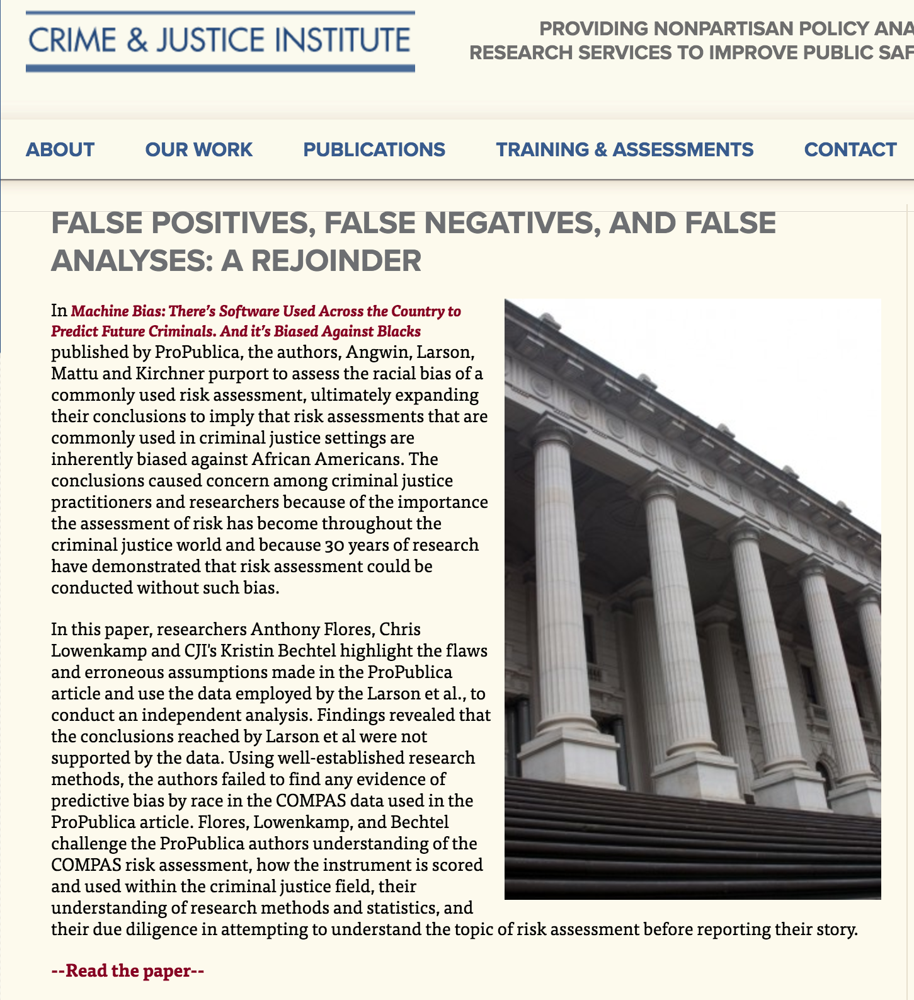 CRIME & JUSTICE INSTITUTE
PROVIDING NONPARTISAN POLICY
RESEARCH SERVICES TO IMPROVE PUBLIC
ABOUT
OUR WORK
PUBLICATIONS
TRAINING & ASSESSMENTS
CONTACT
FALSE POSITIVES, FALSE NEGATIVES, AND FALSE
ANALYSES: A REJOINDER
In Machine Bias: There’s Software Used Across the Country to
Predict Future Criminals. And it’s Biased Against Blacks
published by ProPublica, the authors, Angwin, Larson,
Mattu and Kirchner purport to assess the racial bias of a
commonly used risk assessment, ultimately expanding
their conclusions to imply that risk assessments that are
commonly used in criminal justice settings are
inherently biased against African Americans. The
conclusions caused concern among criminal justice
practitioners and researchers because of the importance
the assessment of risk has become throughout the
criminal justice world and because 30 years of research
have demonstrated that risk assessment could be
conducted without such bias.
In this paper, researchers Anthony Flores, Chris
Lowenkamp and CJI's Kristin Bechtel highlight the flaws
and erroneous assumptions made in the ProPublica
article and use the data employed by the Larson et al., to
conduct an independent analysis. Findings revealed that
the conclusions reached by Larson et al were not
supported by the data. Using well-established research
methods, the authors failed to find any evidence of
predictive bias by race in the COMPAS data used in the
ProPublica article. Flores, Lowenkamp, and Bechtel
challenge the ProPublica authors understanding of the
COMPAS risk assessment, how the instrument is scored
and used within the criminal justice field, their
understanding of research methods and statistics, and
their due diligence in attempting to understand the topic of risk assessment before reporting their story.
--Read the paper--